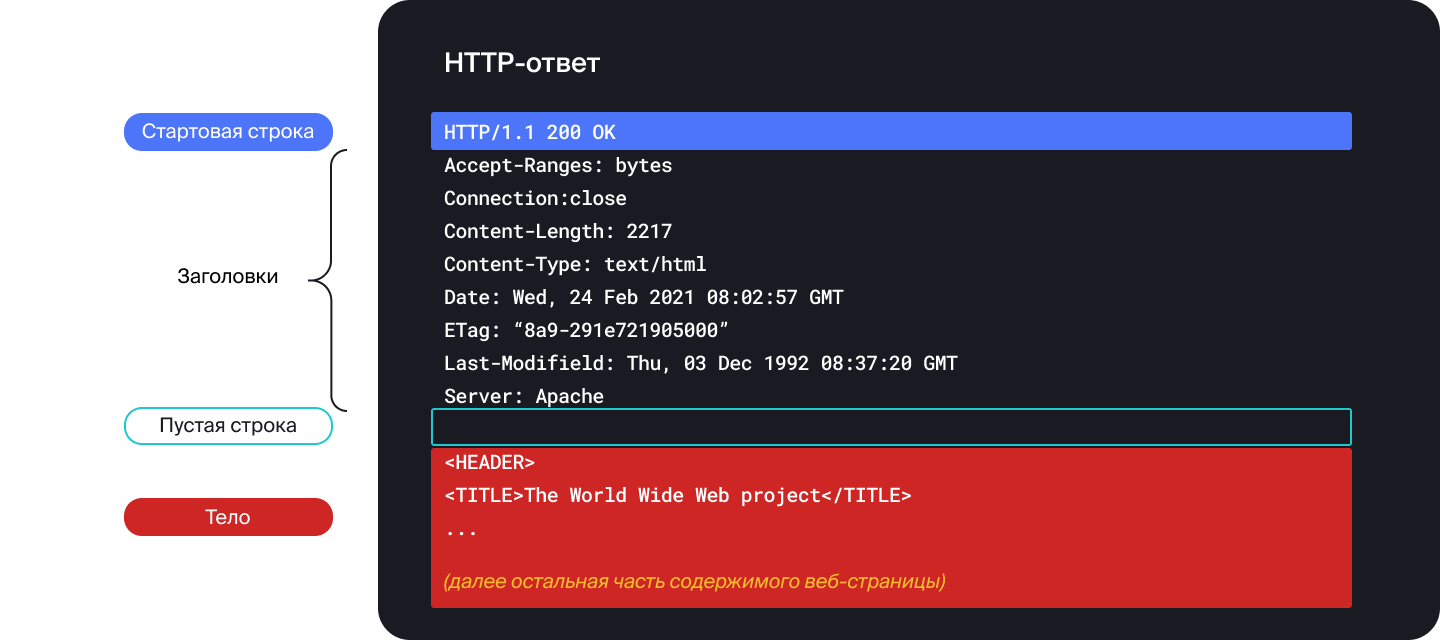 HTTP-ответ
Стартовая строка
HTTP/1.1 200 OK
Accept-Ranges: bytes
Connection:close
Content-Length: 2217
Content-Type: text/html
Заголовки
Date: Wed, 24 Feb 2021 08:02:57 GMT
ETag: “8a9-291e721905000”
Last-Modifield: Thu, 03 Dec 1992 08:37:20 GMT
Server: Apache
Пустая строка
<HEADER>
<TITLE>The World Wide Web project</TITLE>
Тело
...
(далее остальная часть содержимого веб-страницы)